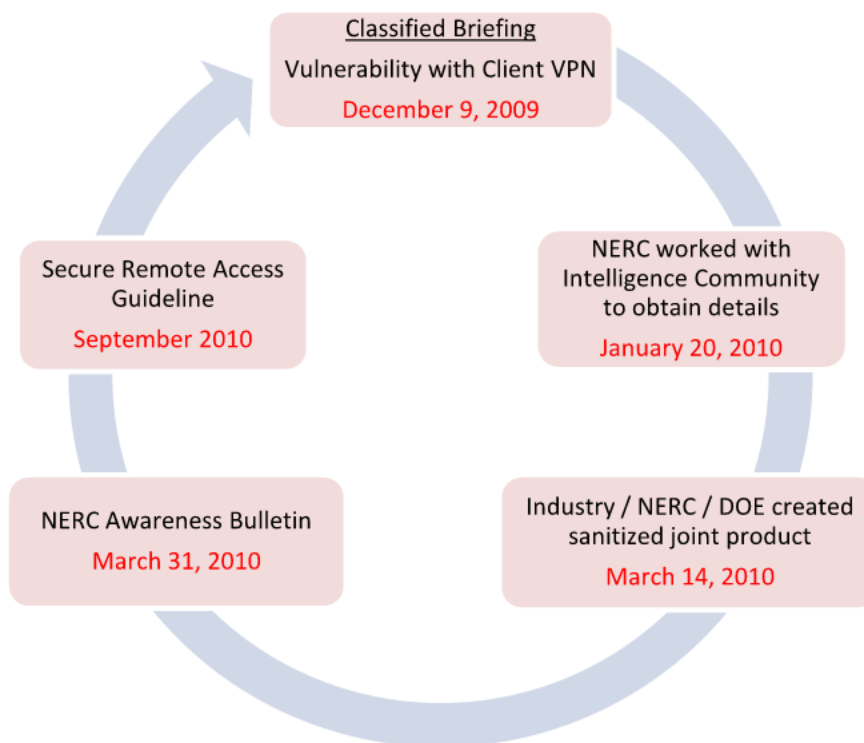 Classified Briefing
Vulnerability with Client VPN
December 9, 2009
NERC worked with
Intelligence Community
to obtain details
January 20, 2010
Industry / NERC / DOE created
sanitized joint product
March 14, 2010
NERC Awareness Bulletin
March 31, 2010
Secure Remote Access
Guideline
September 2010